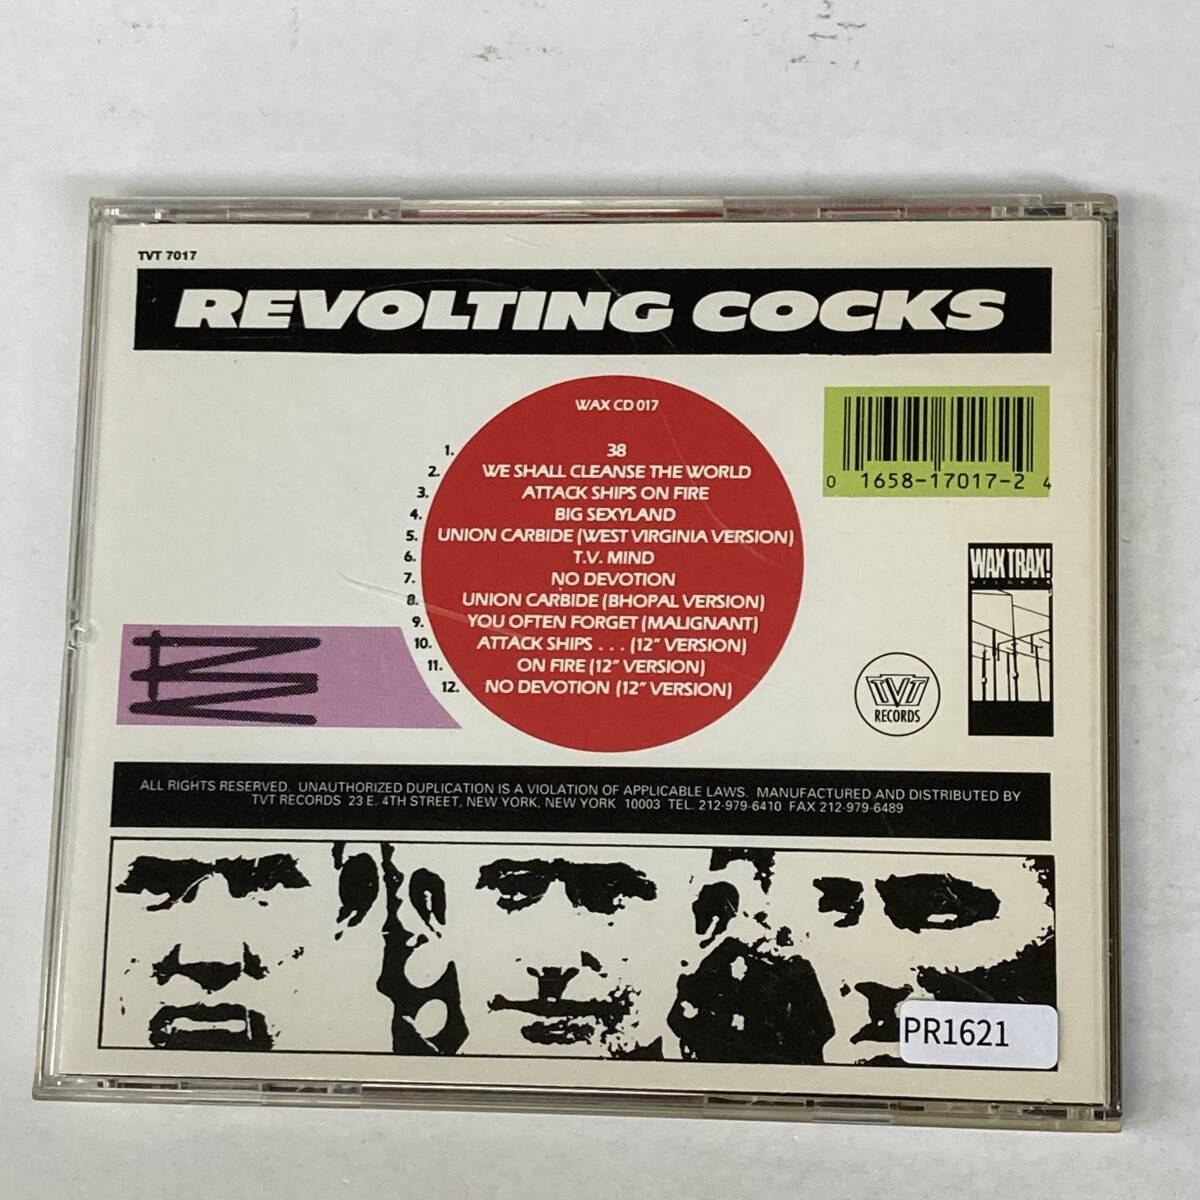 TVT 7017
REVOLTING COCKS
WAX CD 017
1. 38
2. WE SHALL CLEANSE THE WORLD
3. ATTACK SHIPS ON FIRE
4. BIG SEXYLAND
5. UNION CARBIDE (WEST VIRGINIA VERSION)
6. T.V. MIND
7. NO DEVOTION
8. UNION CARBIDE (BHOPAL VERSION)
9. YOU OFTEN FORGET (MALIGNANT)
10. ATTACK SHIPS . . . (12" VERSION)
11. ON FIRE (12" VERSION)
12. NO DEVOTION (12" VERSION)
0 1658-17017-2 4
WAX TRAX!
RECORDS
TVT
RECORDS
ALL RIGHTS RESERVED. UNAUTHORIZED DUPLICATION IS A VIOLATION OF APPLICABLE LAWS. MANUFACTURED AND DISTRIBUTED BY
TVT RECORDS 23 E. 4TH STREET, NEW YORK, NEW YORK 10003 TEL. 212-979-6410 FAX 212-979-6489
PR1621